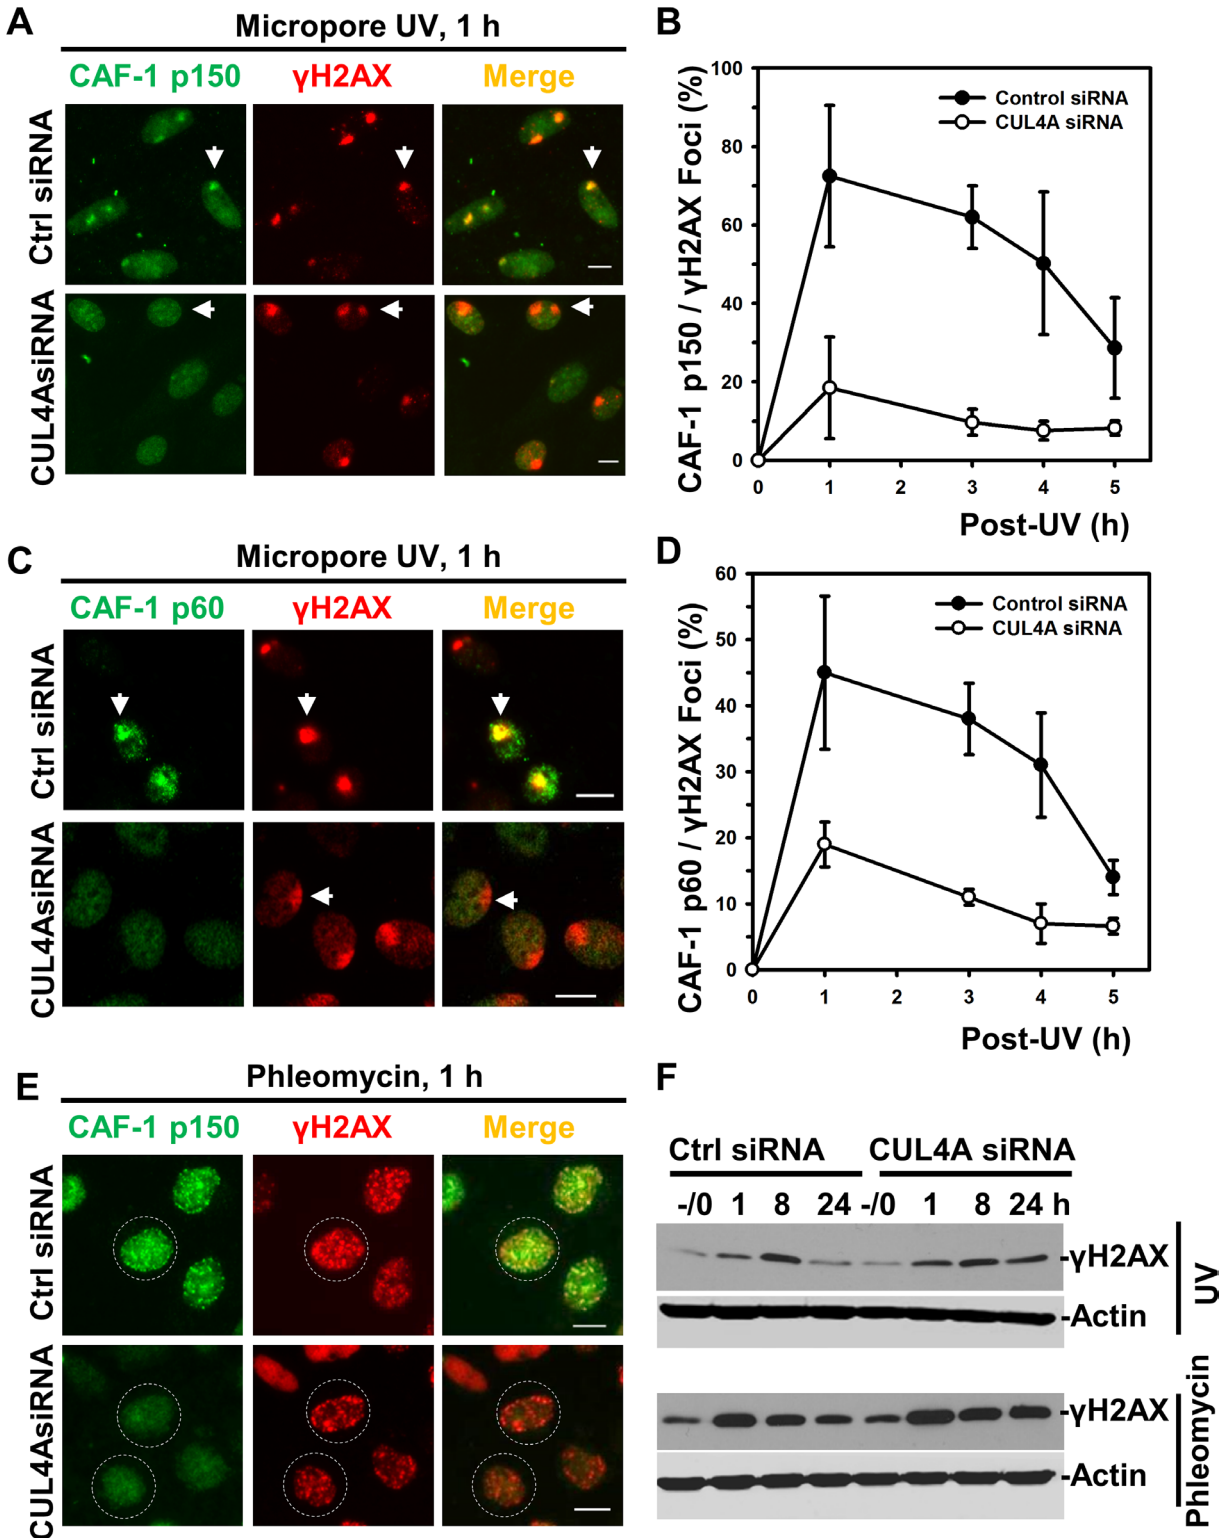 A
Micropore UV, 1 h
CAF-1 p150 γH2AX Merge
Ctrl siRNA
CUL4AsiRNA
B
CAF-1 p150 / γH2AX Foci (%)
100
80
60
40
20
0
Control siRNA
CUL4A siRNA
0 1 2 3 4 5
Post-UV (h)
C
Micropore UV, 1 h
CAF-1 p60 γH2AX Merge
Ctrl siRNA
CUL4AsiRNA
D
CAF-1 p60 / γH2AX Foci (%)
60
50
40
30
20
10
0
Control siRNA
CUL4A siRNA
0 1 2 3 4 5
Post-UV (h)
E
Phleomycin, 1 h
CAF-1 p150 γH2AX Merge
Ctrl siRNA
CUL4AsiRNA
F
Ctrl siRNA CUL4A siRNA
-/0 1 8 24 -/0 1 8 24 h
-γH2AX
-Actin
UV
-γH2AX
-Actin
Phleomycin